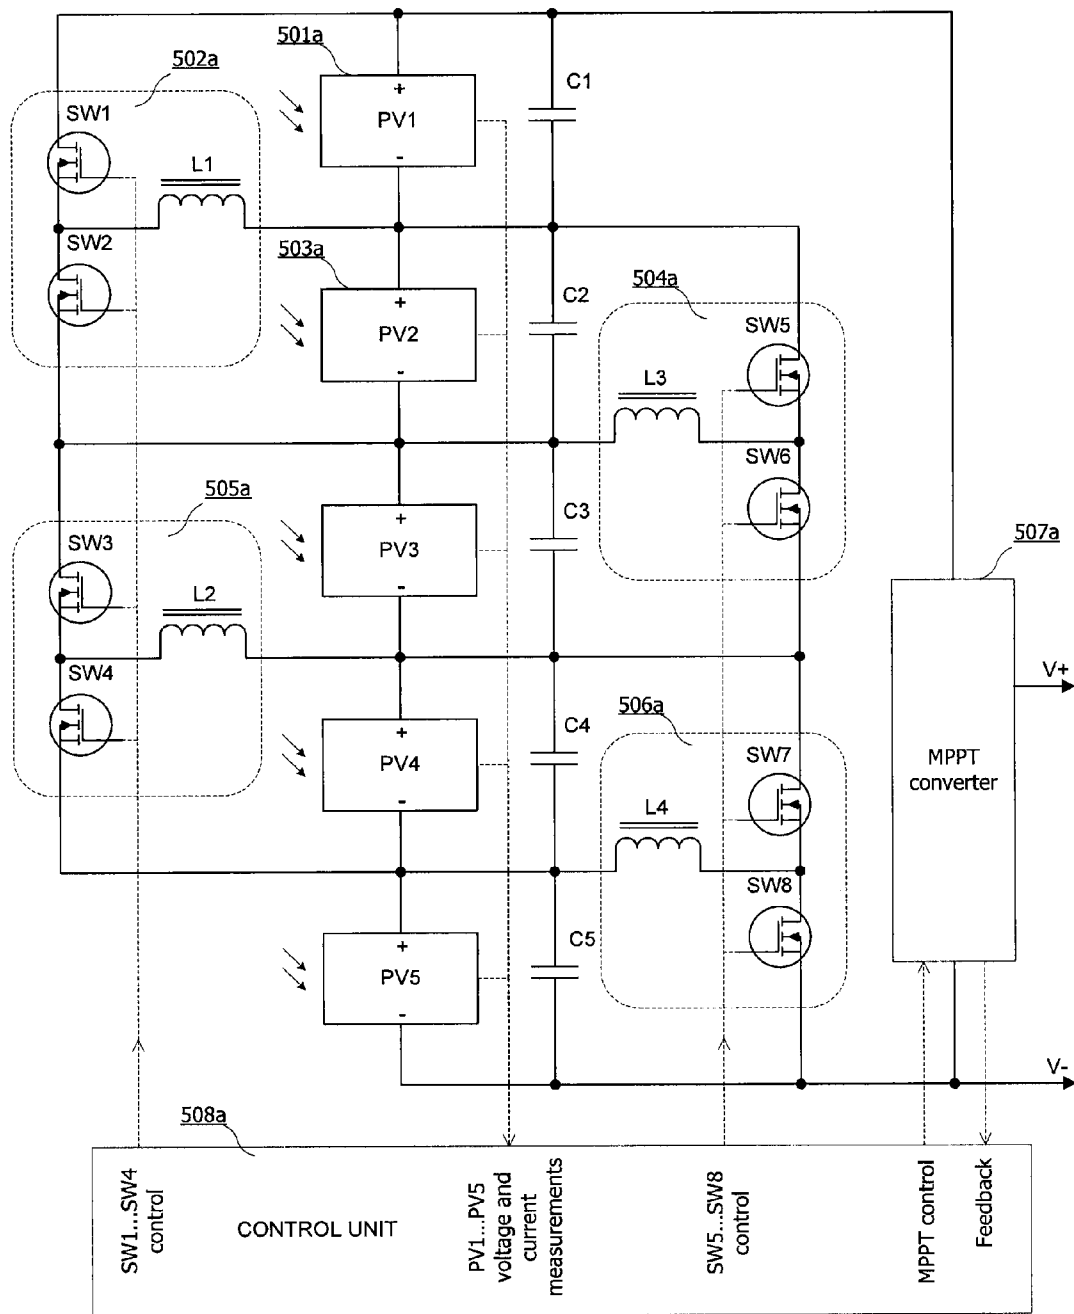 501a
502a
+
PV1
-
C1
SW1
L1
SW2
503a
+
PV2
-
C2
504a
SW5
L3
SW6
505a
SW3
L2
SW4
+
PV3
-
C3
507a
MPPT
converter
V+
506a
+
PV4
-
C4
SW7
L4
SW8
+
PV5
-
C5
V-
508a
SW1...SW4
control
CONTROL UNIT
PV1...PV5
voltage and
current
measurements
SW5...SW8
control
MPPT control
Feedback